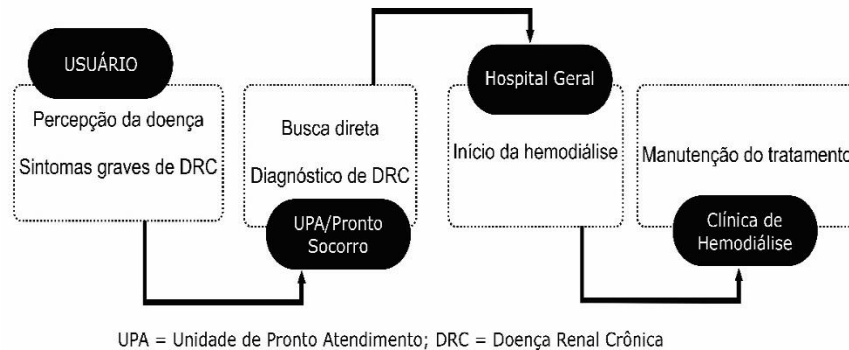 USUÁRIO
Percepção da doença
Sintomas graves de DRC
Busca direta
Diagnóstico de DRC
UPA/Pronto
Socorro
Hospital Geral
Início da hemodiálise
Manutenção do tratamento
Clínica de
Hemodiálise
UPA = Unidade de Pronto Atendimento; DRC = Doença Renal Crônica